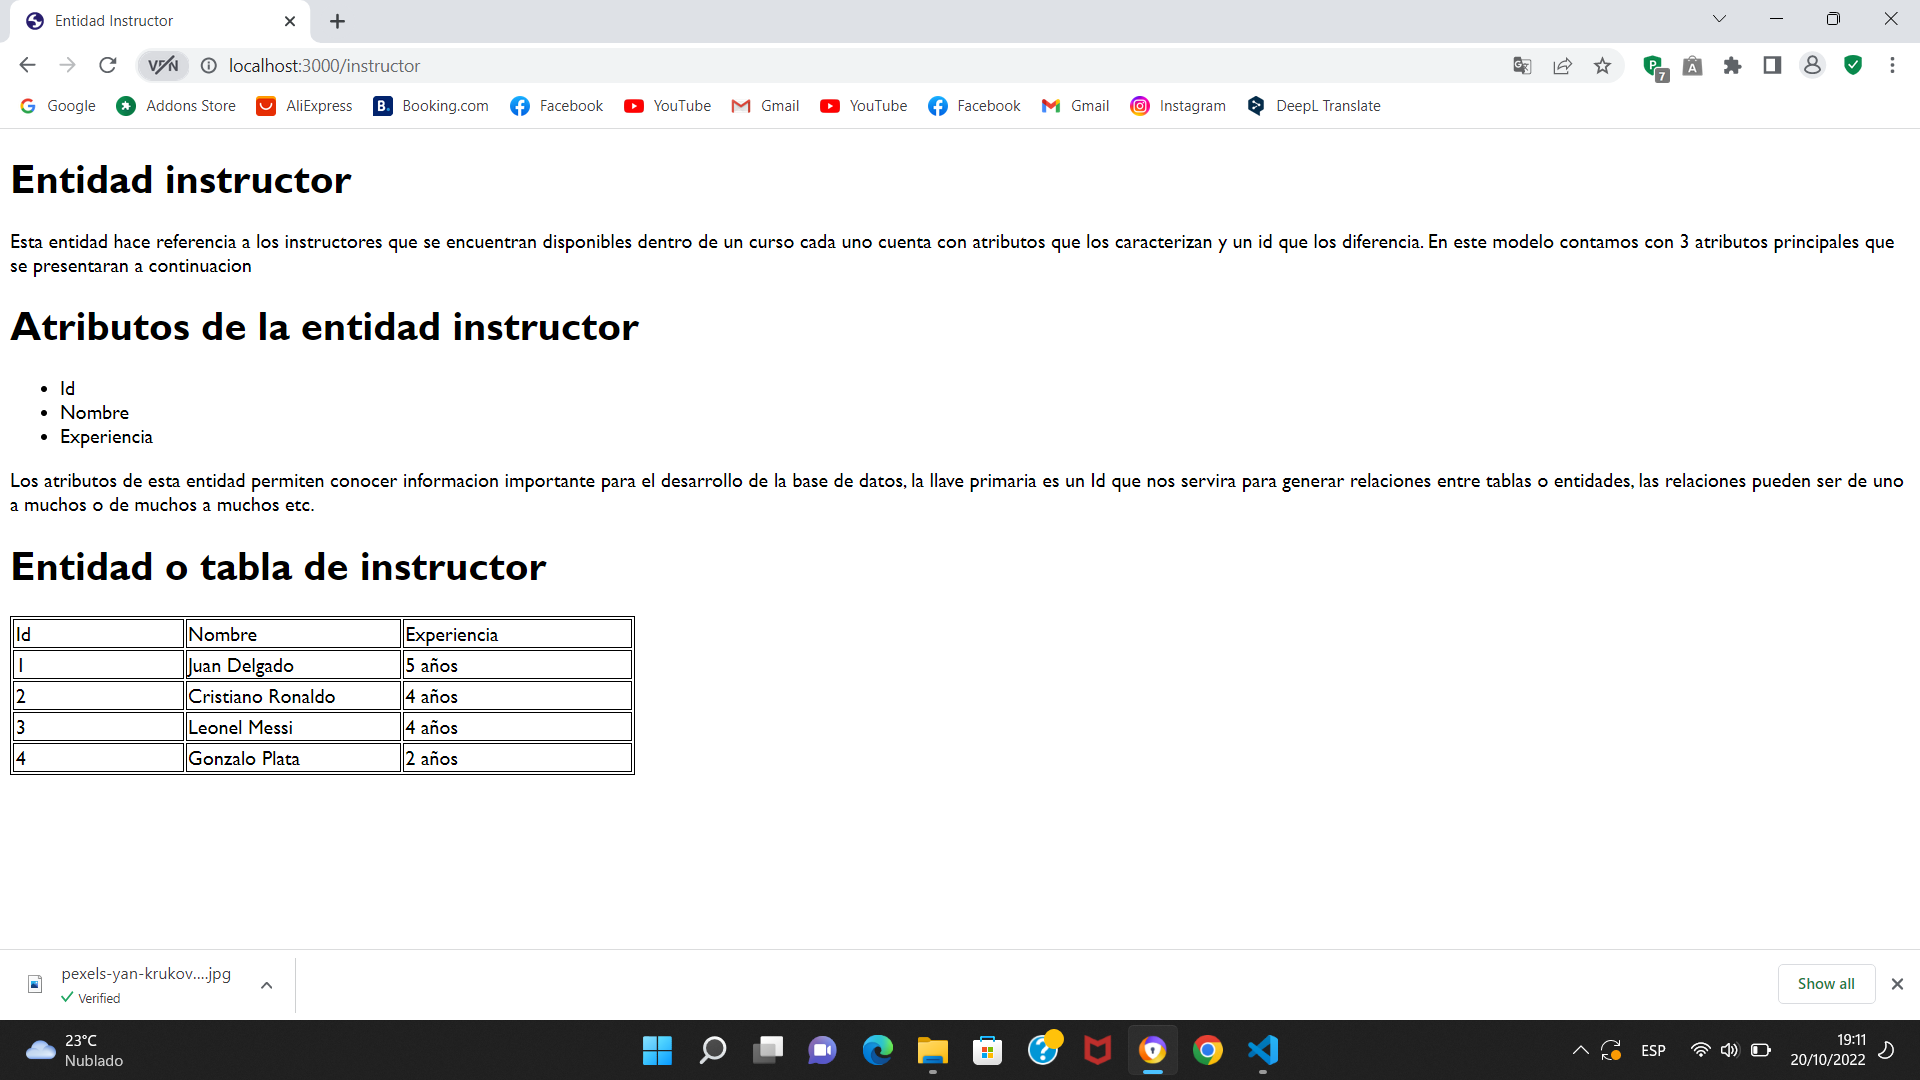 Entidad Instructor
VPN
localhost:3000/instructor
7
Google
Addons Store
AliExpress
Booking.com
Facebook
YouTube
Gmail
YouTube
Facebook
Gmail
Instagram
DeepL Translate
Entidad instructor
Esta entidad hace referencia a los instructores que se encuentran disponibles dentro de un curso cada uno cuenta con atributos que los caracterizan y un id que los diferencia. En este modelo contamos con 3 atributos principales que
se presentaran a continuacion
Atributos de la entidad instructor
• Id
• Nombre
• Experiencia
Los atributos de esta entidad permiten conocer informacion importante para el desarrollo de la base de datos, la llave primaria es un Id que nos servira para generar relaciones entre tablas o entidades, las relaciones pueden ser de uno
a muchos o de muchos a muchos etc.
Entidad o tabla de instructor
Id Nombre Experiencia
1 Juan Delgado 5 años
2 Cristiano Ronaldo 4 años
3 Leonel Messi 4 años
4 Gonzalo Plata 2 años
pexels-yan-krukov....jpg
Verified
Show all
23°C
Nublado
ESP
19:11
20/10/2022